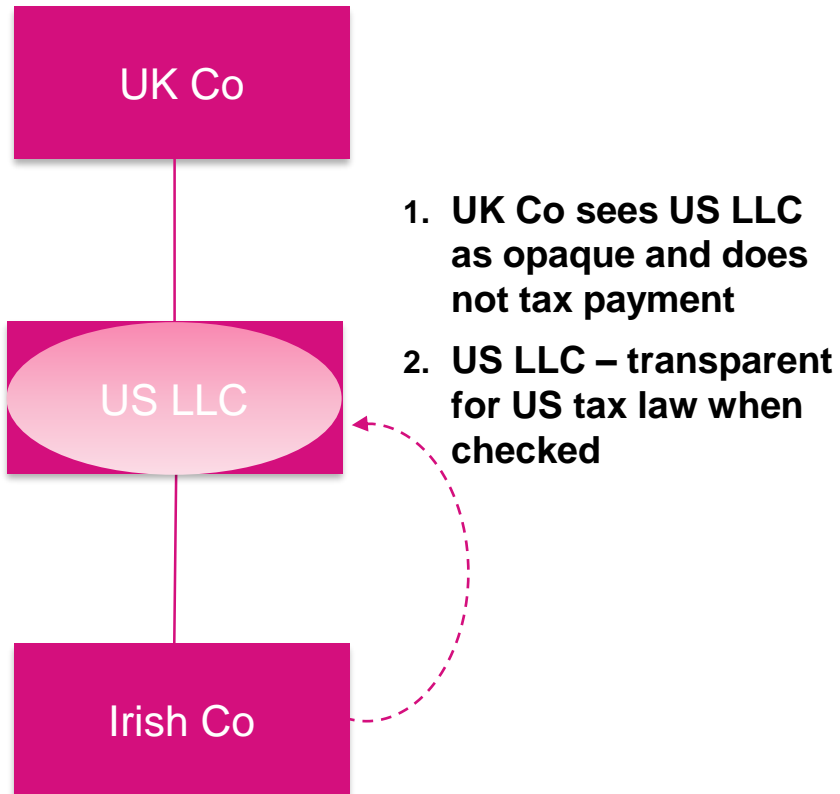 UK Co
1. UK Co sees US LLC
as opaque and does
not tax payment
2. US LLC – transparent
for US tax law when
checked
US LLC
Irish Co